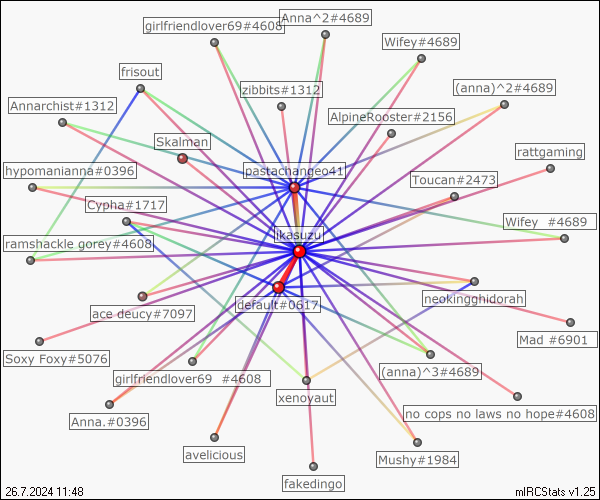 girlfriendlover69#4608
Anna^2#4689
Wifey#4689
frisout
zibbits#1312
(anna)^2#4689
Annarchist#1312
AlpineRooster#2156
Skalman
rattgaming
hypomanianna#0396
pastachangeo41
Toucan#2473
Cypha#1717
Wifey  #4689
ikasuzu
ramshackle gorey#4608
neokingghidorah
ace deucy#7097
default#0617
Mad #6901
Soxy Foxy#5076
girlfriendlover69  #4608
(anna)^3#4689
xenoyaut
no cops no laws no hope#4608
Anna.#0396
avelicious
Mushy#1984
fakedingo
26.7.2024 11:48
mIRCStats v1.25